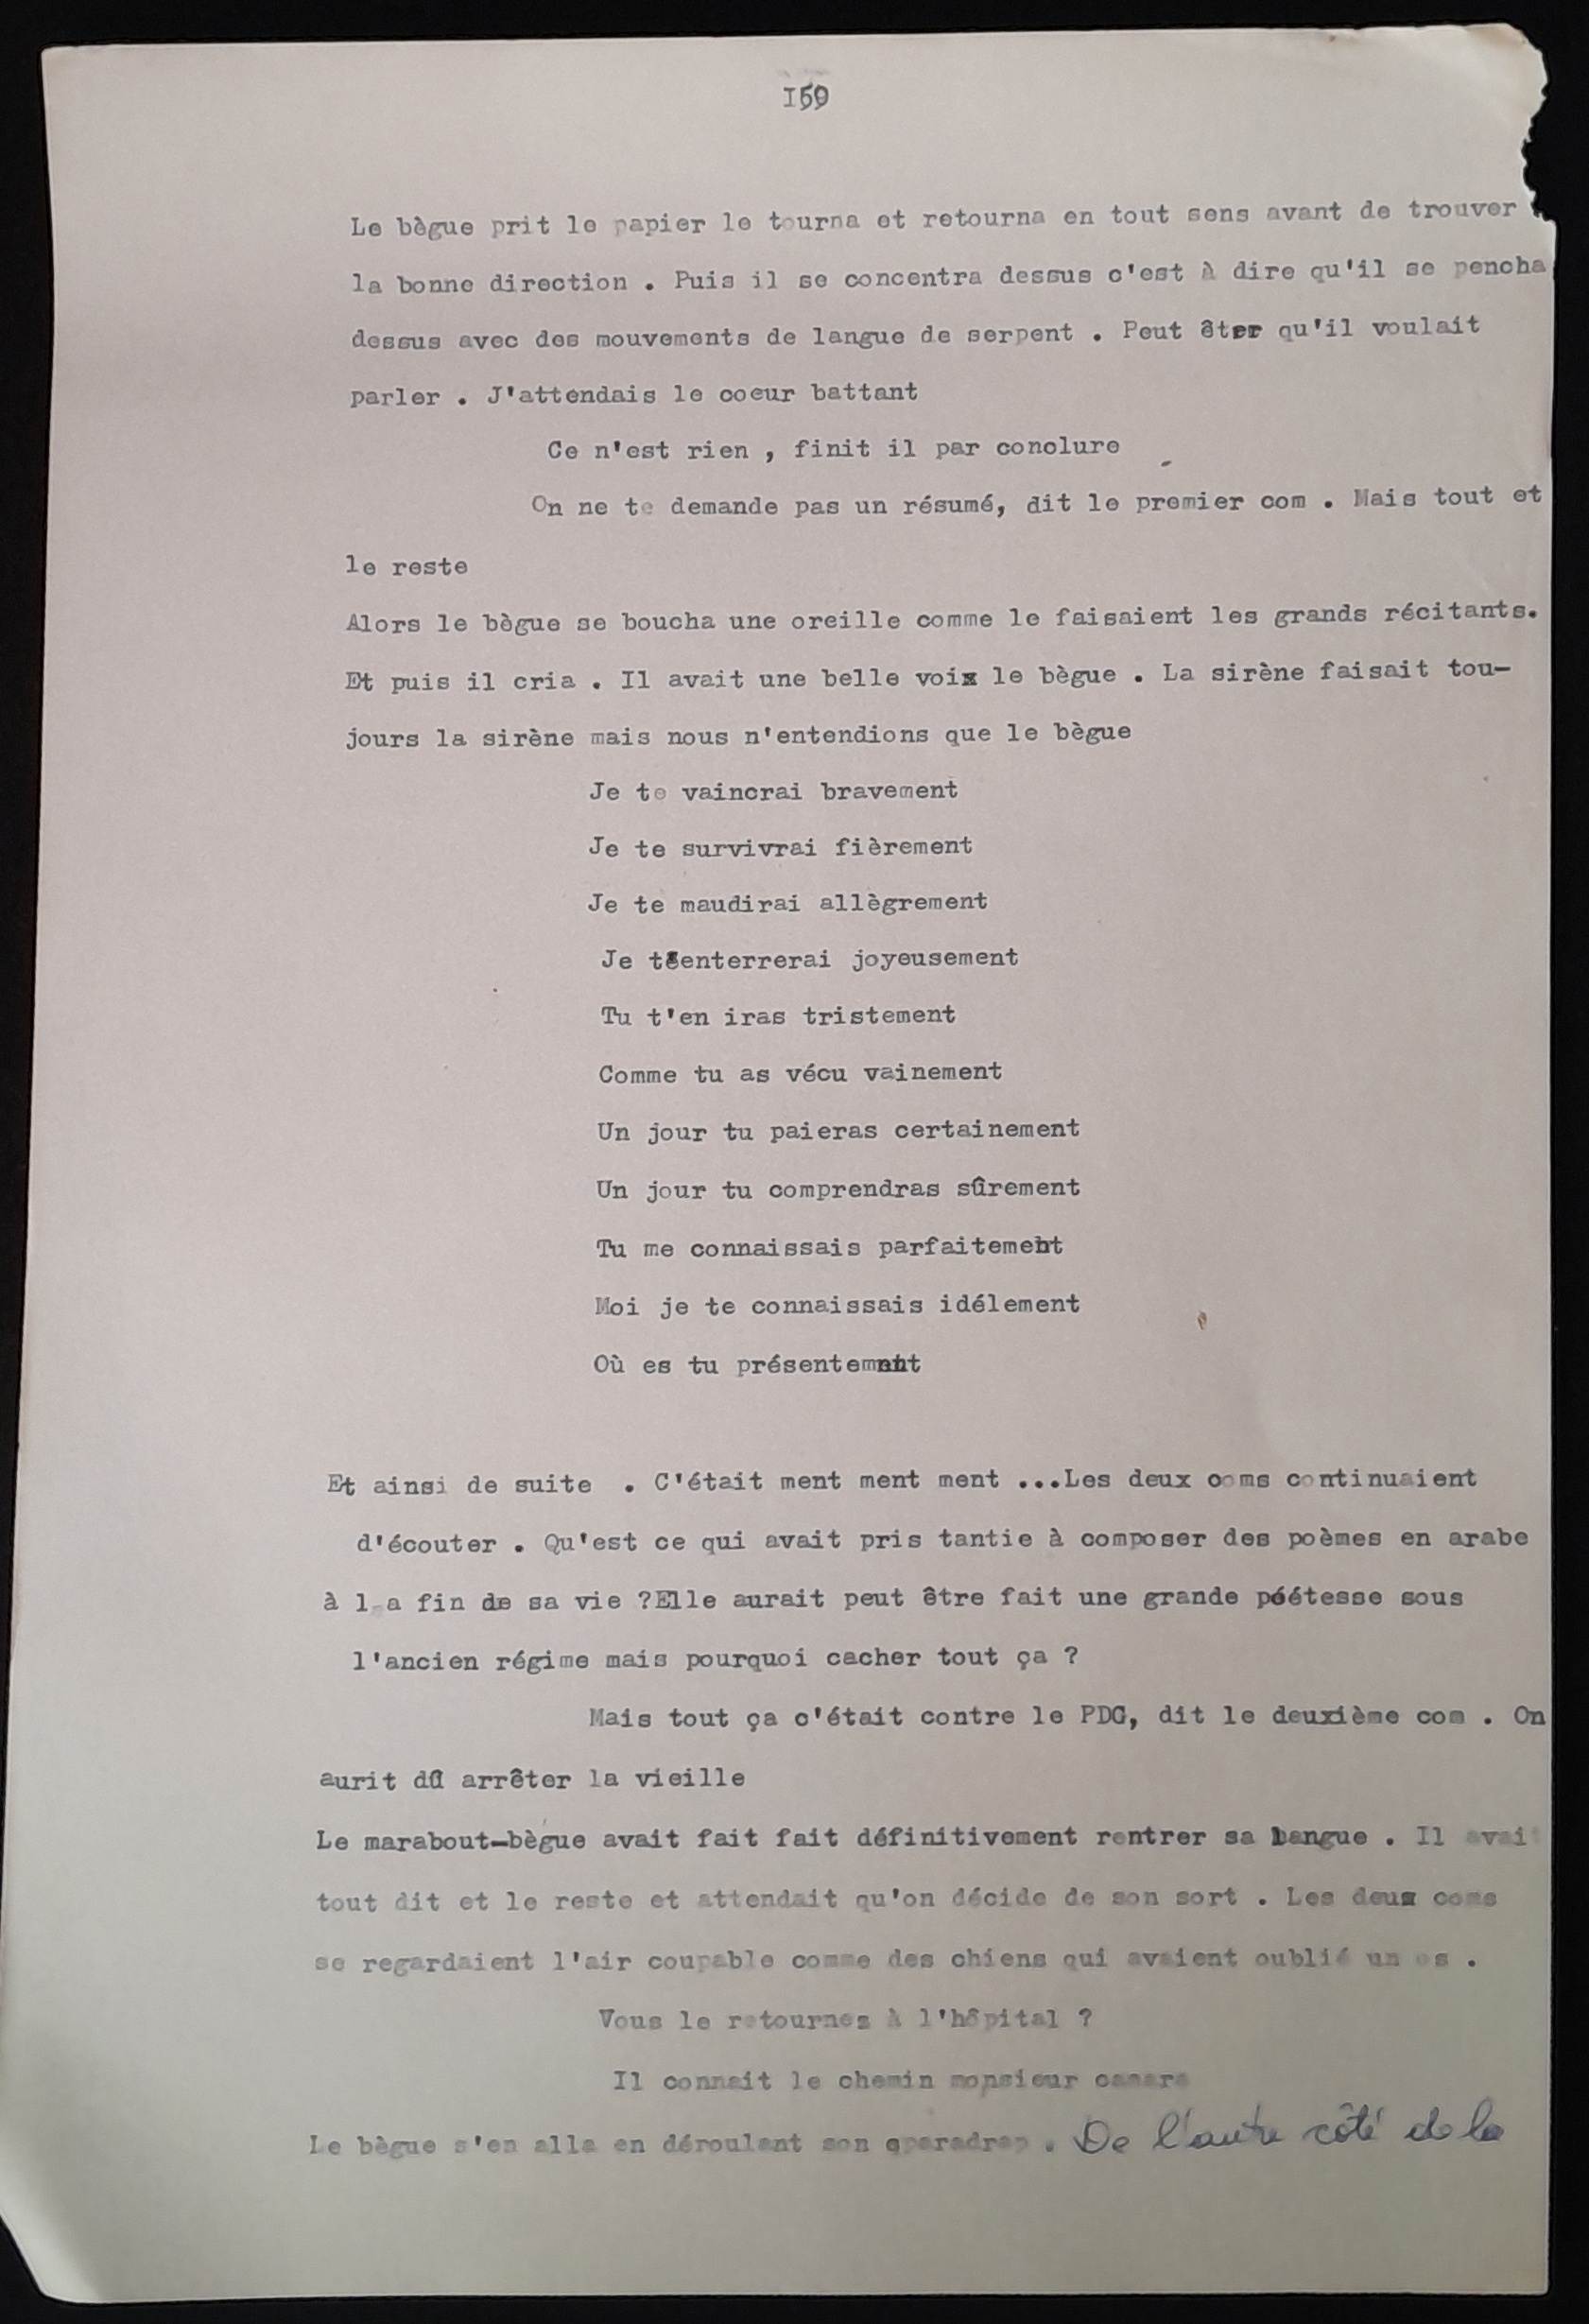 159
Le bègue prit le papier le tourna et retourna en tout sens avant de trouver
la bonne direction . Puis il se concentra dessus c'est à dire qu'il se pencha
dessus avec des mouvements de langue de serpent . Peut êter qu'il voulait
parler . J'attendais le coeur battant
Ce n'est rien , finit il par conclure
On ne te demande pas un résumé, dit le premier com . Mais tout et
le reste
Alors le bègue se boucha une oreille comme le faisaient les grands récitants.
Et puis il cria . Il avait une belle voix le bègue . La sirène faisait tou-
jours la sirène mais nous n'entendions que le bègue
Je te vaincrai bravement
Je te survivrai fièrement
Je te maudirai allègrement
Je t'enterrerai joyeusement
Tu t'en iras tristement
Comme tu as vécu vainement
Un jour tu paieras certainement
Un jour tu comprendras sûrement
Tu me connaissais parfaitement
Moi je te connaissais idélement
Où es tu présentemnt
Et ainsi de suite . C'était ment ment ment ...Les deux coms continuaient
d'écouter . Qu'est ce qui avait pris tantie à composer des poèmes en arabe
à l a fin de sa vie ?Elle aurait peut être fait une grande póétesse sous
l'ancien régime mais pourquoi cacher tout ça ?
Mais tout ça c'était contre le PDG, dit le deuxième com . On
aurit dû arrêter la vieille
Le marabout-bègue avait fait fait définitivement rentrer sa langue . Il avait
tout dit et le reste et attendait qu'on décide de son sort . Les deux coms
se regardaient l'air coupable comme des chiens qui avaient oublié un os .
Vous le retournez à l'hôpital ?
Il connait le chemin monsieur camara
Le bègue s'en alla en déroulant son sparadrap . De l'autre côté de la